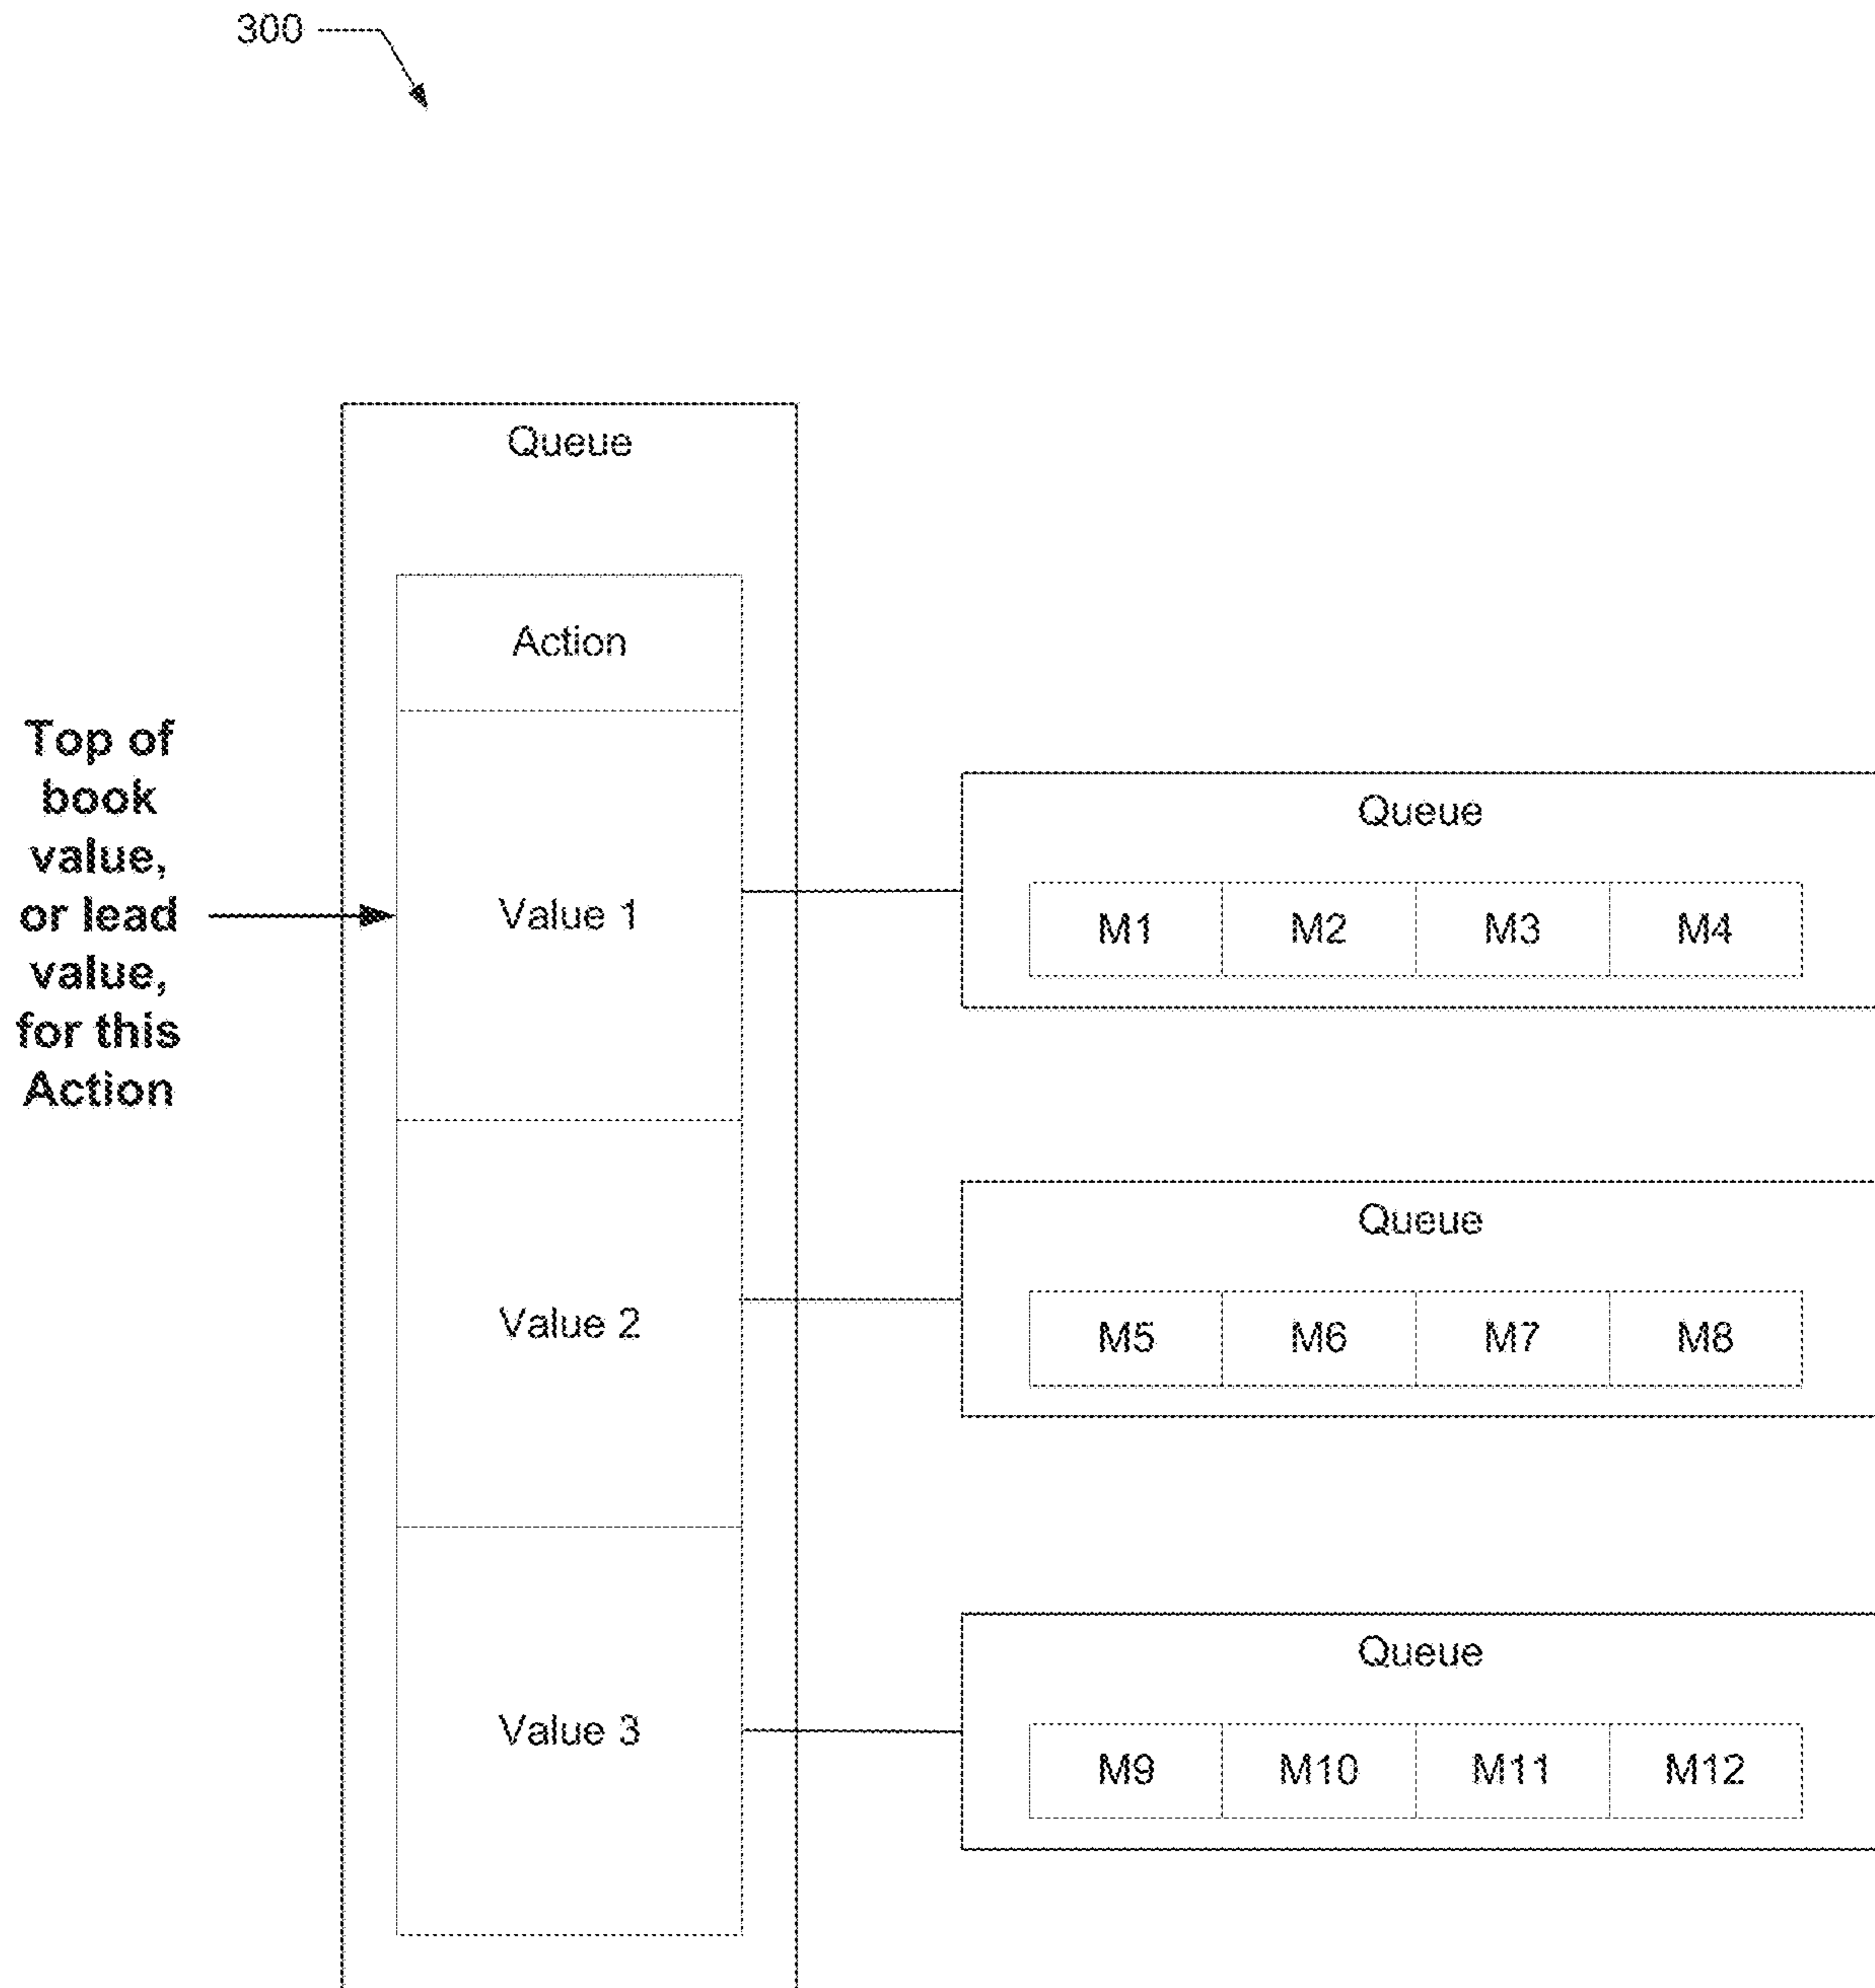 300
Queue
Action
Top of
book
value,
or lead
value,
for this
Action
Value 1
Queue
M1 M2 M3 M4
Value 2
Queue
M5 M6 M7 M8
Value 3
Queue
M9 M10 M11 M12